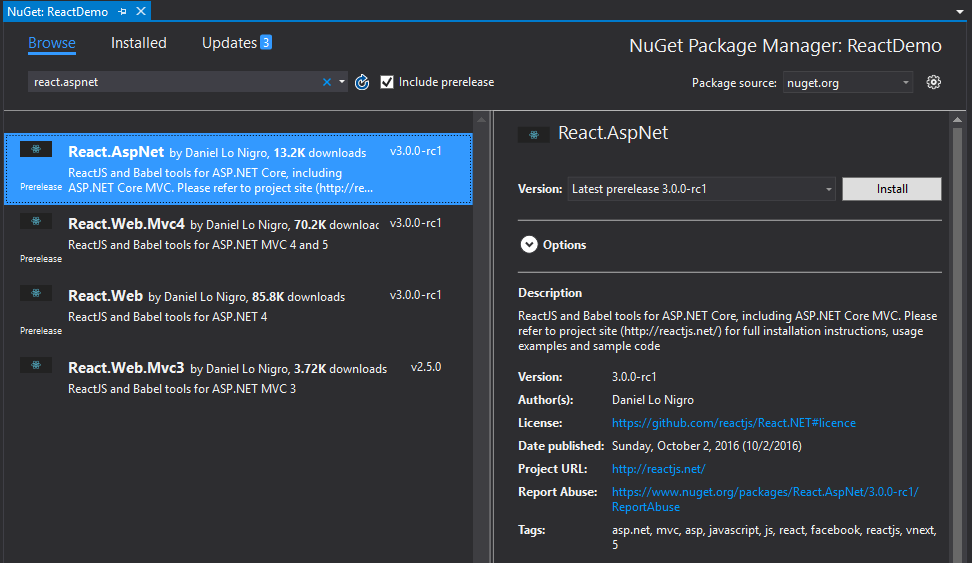 NuGet: ReactDemo
Browse Installed Updates 3
NuGet Package Manager: ReactDemo
react.aspnet
Include prerelease
Package source: nuget.org
React.AspNet by Daniel Lo Nigro, 13.2K downloads v3.0.0-rc1
ReactJS and Babel tools for ASP.NET Core, including
ASP.NET Core MVC. Please refer to project site (http://re...
Prerelease
React.Web.Mvc4 by Daniel Lo Nigro, 70.2K downloads v3.0.0-rc1
ReactJS and Babel tools for ASP.NET MVC 4 and 5
Prerelease
React.Web by Daniel Lo Nigro, 85.8K downloads v3.0.0-rc1
ReactJS and Babel tools for ASP.NET 4
Prerelease
React.Web.Mvc3 by Daniel Lo Nigro, 3.72K downloads v2.5.0
ReactJS and Babel tools for ASP.NET MVC 3
React.AspNet
Version: Latest prerelease 3.0.0-rc1 Install
Options
Description
ReactJS and Babel tools for ASP.NET Core, including ASP.NET Core MVC. Please
refer to project site (http://reactjs.net/) for full installation instructions, usage
examples and sample code
Version: 3.0.0-rc1
Author(s): Daniel Lo Nigro
License: https://github.com/reactjs/React.NET#licence
Date published: Sunday, October 2, 2016 (10/2/2016)
Project URL: http://reactjs.net/
Report Abuse: https://www.nuget.org/packages/React.AspNet/3.0.0-rc1/
ReportAbuse
Tags: asp.net, mvc, asp, javascript, js, react, facebook, reactjs, vnext,
5